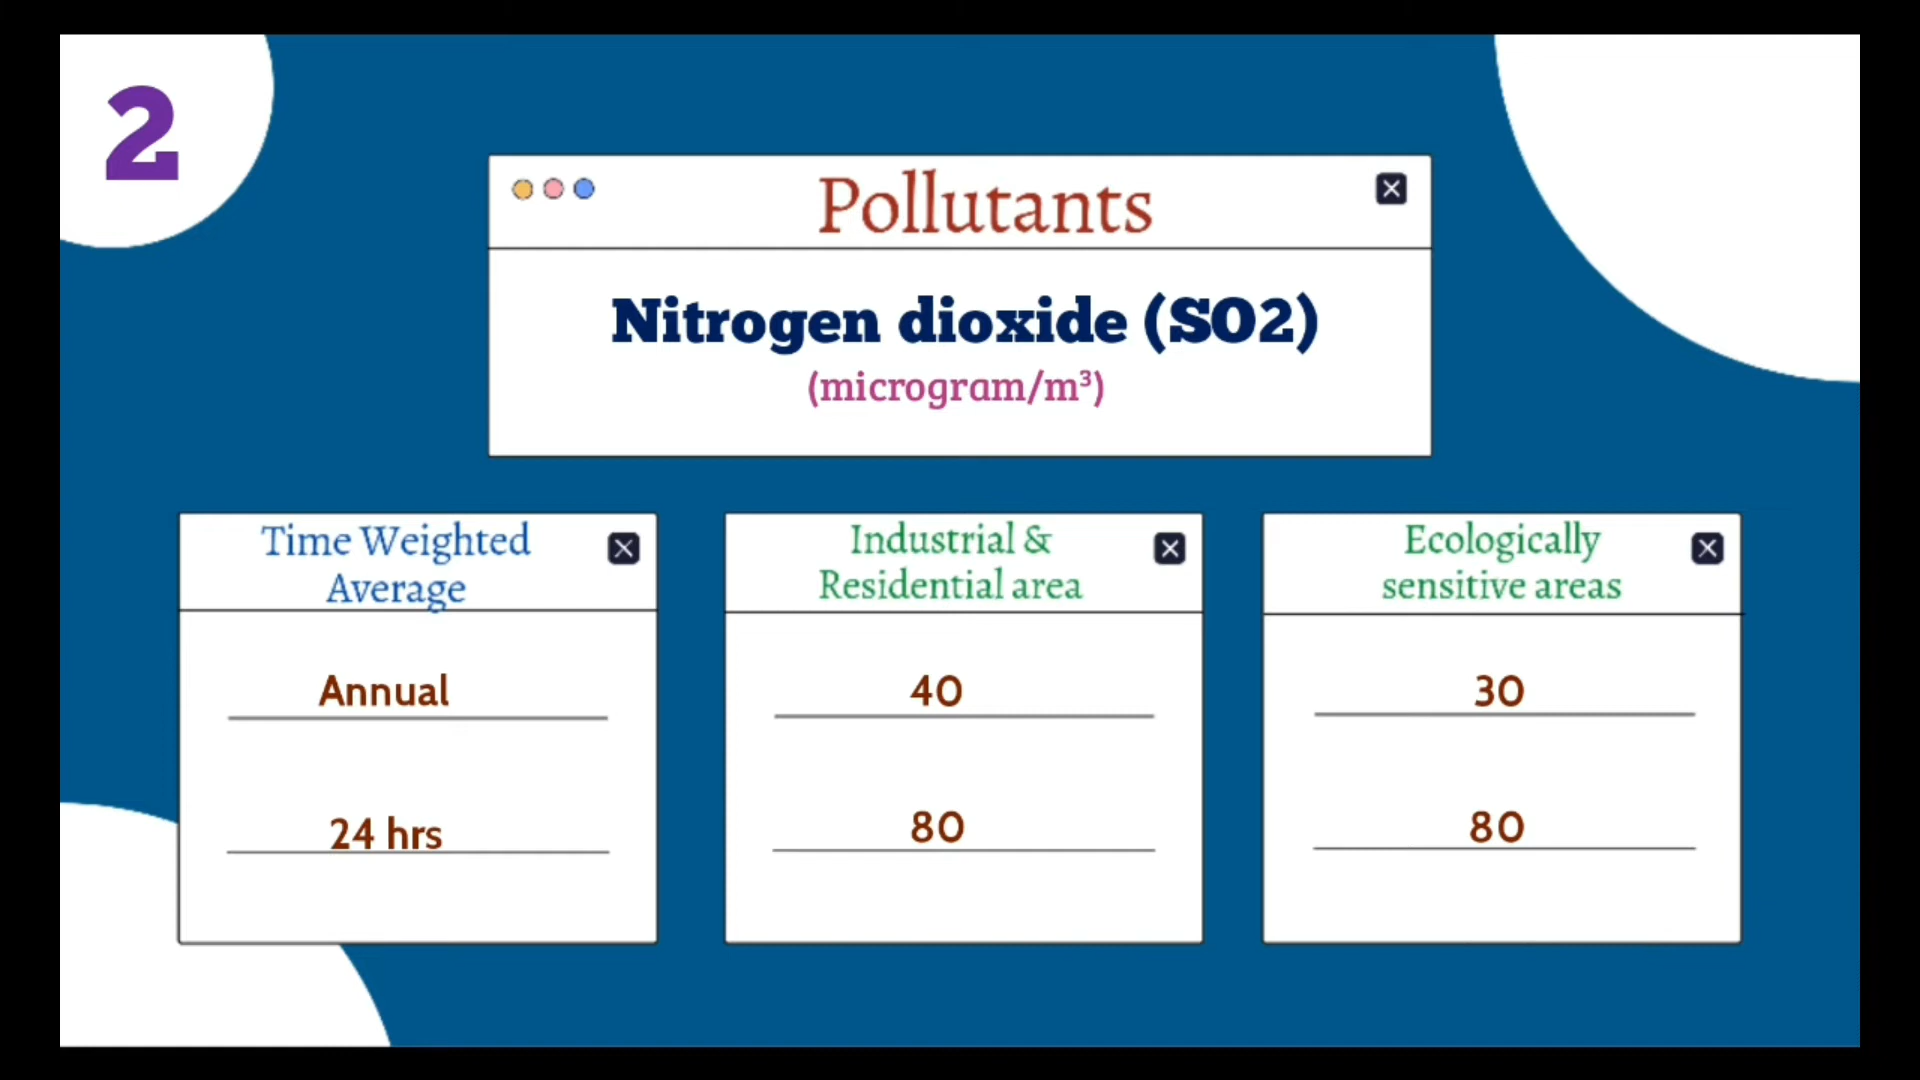 2
Pollutants
Nitrogen dioxide (SO2)
(microgram/m³)
Time Weighted
Average
Annual
24 hrs
Industrial &
Residential area
40
80
Ecologically
sensitive areas
30
80